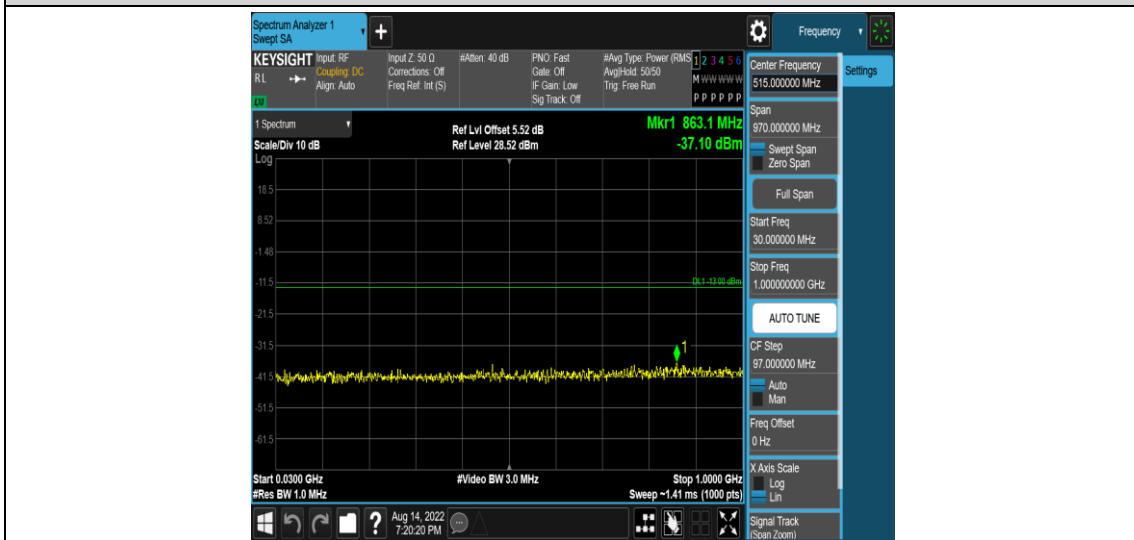 Spectrum Analyzer 1
Swept SA
+
Frequency
KEYSIGHT
RL
LXI
Input: RF
Coupling: DC
Align: Auto
Input Z: 50 Ω
Corrections: Off
Freq Ref: Int (S)
#Atten: 40 dB
PNO: Fast
Gate: Off
IF Gain: Low
Sig Track: Off
#Avg Type: Power (RMS
Avg|Hold: 50/50
Trig: Free Run
1 2 3 4 5 6
M W W W W W
P P P P P P
1 Spectrum
Scale/Div 10 dB
Ref Lvl Offset 5.52 dB
Ref Level 28.52 dBm
Mkr1 863.1 MHz
-37.10 dBm
Log
18.5
8.52
-1.48
-11.5
-21.5
-31.5
-41.5
-51.5
-61.5
DL1 -13.00 dBm
1
Start 0.0300 GHz
#Res BW 1.0 MHz
#Video BW 3.0 MHz
Stop 1.0000 GHz
Sweep ~1.41 ms (1000 pts)
?
Aug 14, 2022
7:20:20 PM
Center Frequency
515.000000 MHz
Settings
Span
970.000000 MHz
Swept Span
Zero Span
Full Span
Start Freq
30.000000 MHz
Stop Freq
1.000000000 GHz
AUTO TUNE
CF Step
97.000000 MHz
Auto
Man
Freq Offset
0 Hz
X Axis Scale
Log
Lin
Signal Track
(Span Zoom)